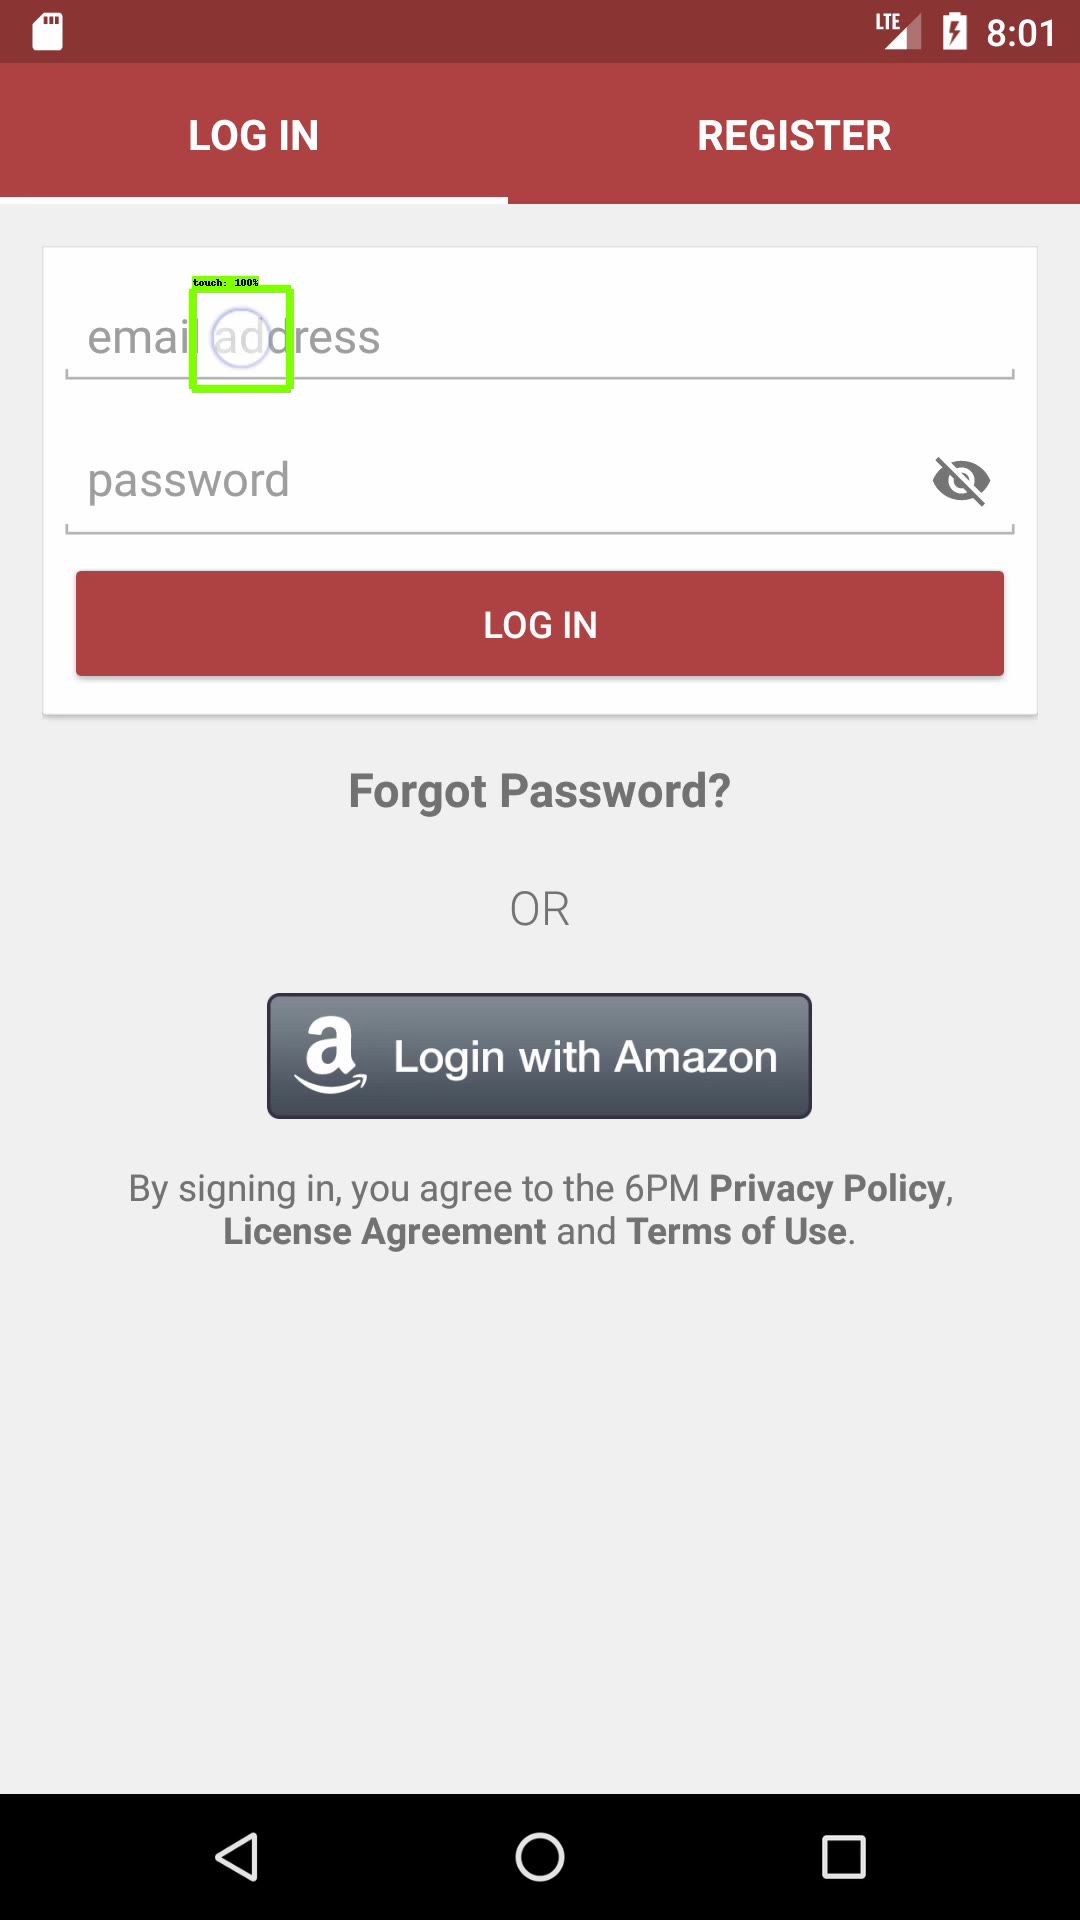 LTE 8:01
LOG IN REGISTER
touch: 100%
email address
password
LOG IN
Forgot Password?
OR
a Login with Amazon
By signing in, you agree to the 6PM Privacy Policy,
License Agreement and Terms of Use.